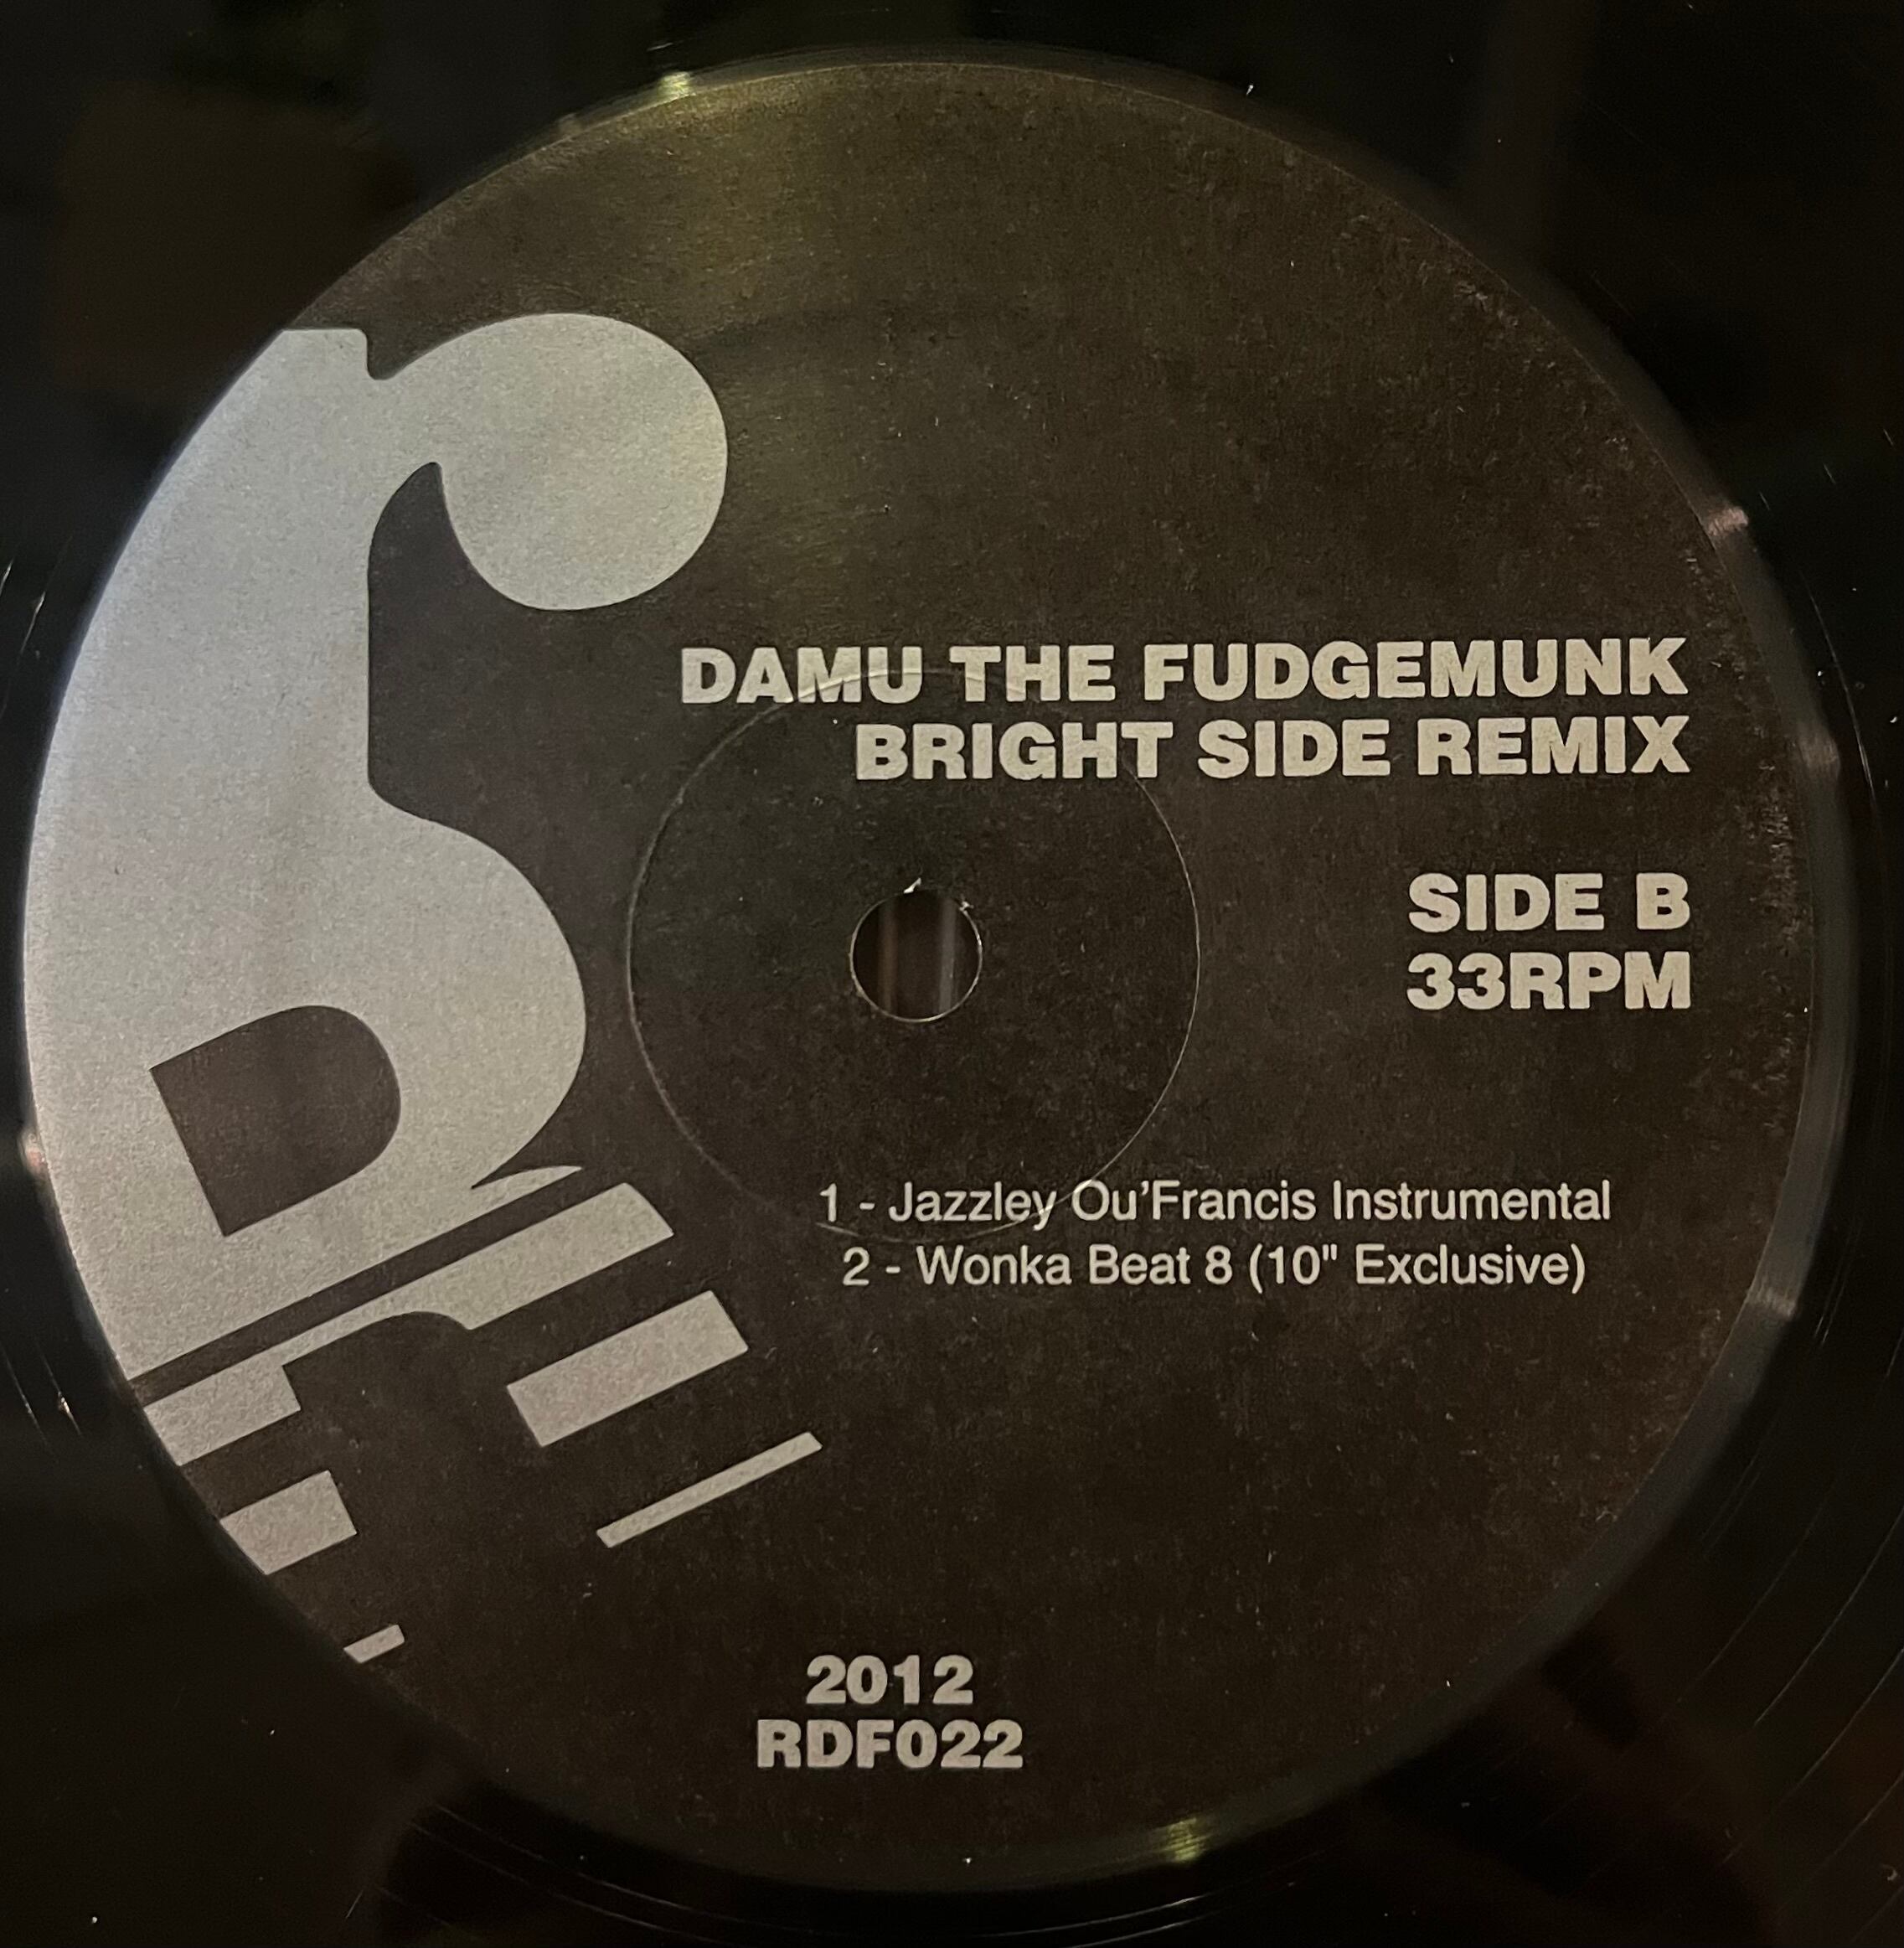 DAMU THE FUDGEMUNK
BRIGHT SIDE REMIX
SIDE B
33RPM
1 - Jazzley Ou’Francis Instrumental
2 - Wonka Beat 8 (10" Exclusive)
2012
RDF022